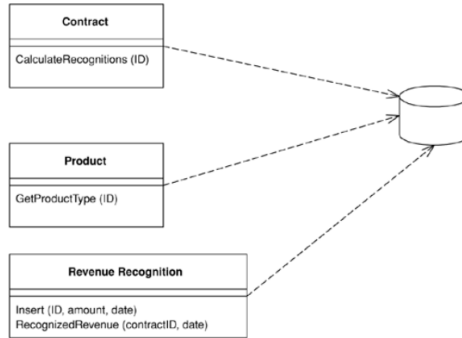 Contract
CalculateRecognitions (ID)
Product
GetProductType (ID)
Revenue Recognition
Insert (ID, amount, date)
RecognizedRevenue (contractID, date)